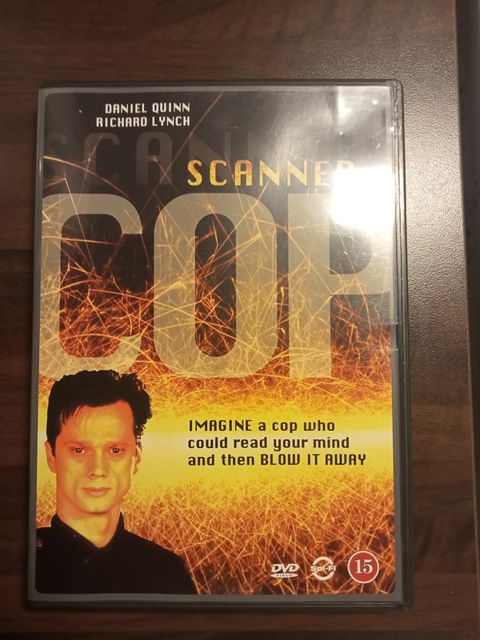 DANIEL QUINN
RICHARD LYNCH
SCANNER
COP
IMAGINE a cop who
could read your mind
and then BLOW IT AWAY
DVD
VIDEO
Sci-Fi
15